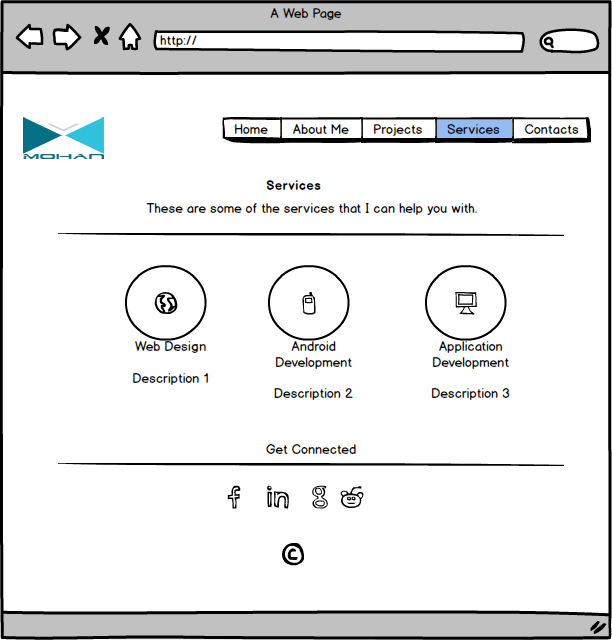 A Web Page
http://
MOHAN
Home About Me Projects Services Contacts
Services
These are some of the services that I can help you with.
Web Design
Description 1
Android
Development
Description 2
Application
Development
Description 3
Get Connected
f in g
©